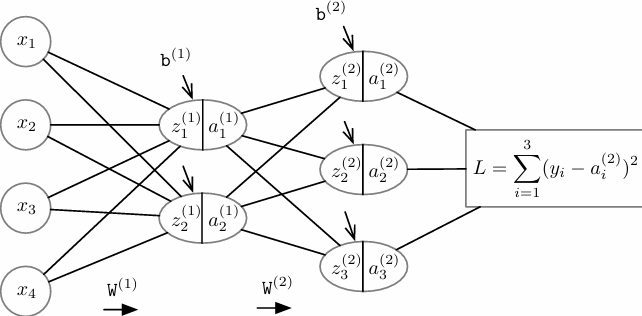 b^{(2)}
x_1
b^{(1)}
z_1^{(2)} a_1^{(2)}
x_2
z_1^{(1)} a_1^{(1)}
z_2^{(2)} a_2^{(2)}
L = \sum_{i=1}^{3} (y_i - a_i^{(2)})^2
x_3
z_2^{(1)} a_2^{(1)}
z_3^{(2)} a_3^{(2)}
x_4
W^{(1)}
W^{(2)}